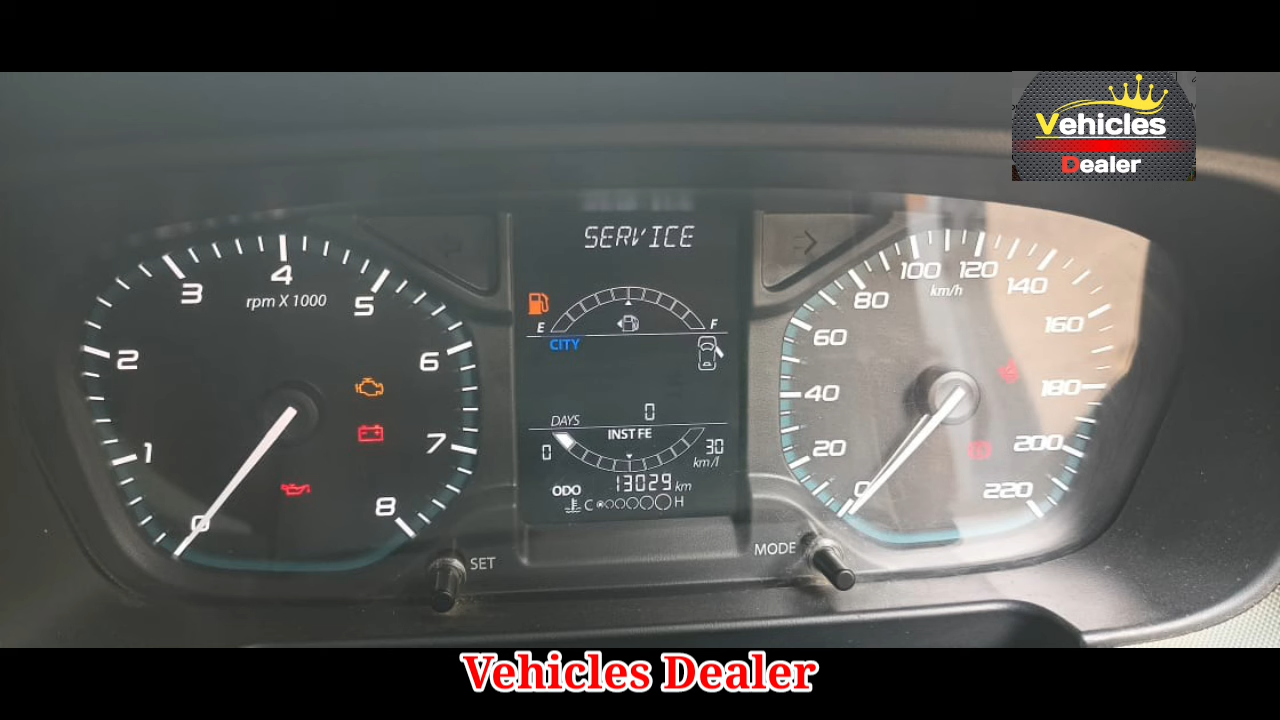 Vehicles
Dealer
SERVICE
0
1
2
3
4
5
6
7
8
rpm X 1000
E
F
CITY
DAYS
0
INST FE
0
30
km/l
ODO
13029 km
C
H
SET
MODE
0
20
40
60
80
100
120
140
160
180
200
220
km/h
Vehicles Dealer